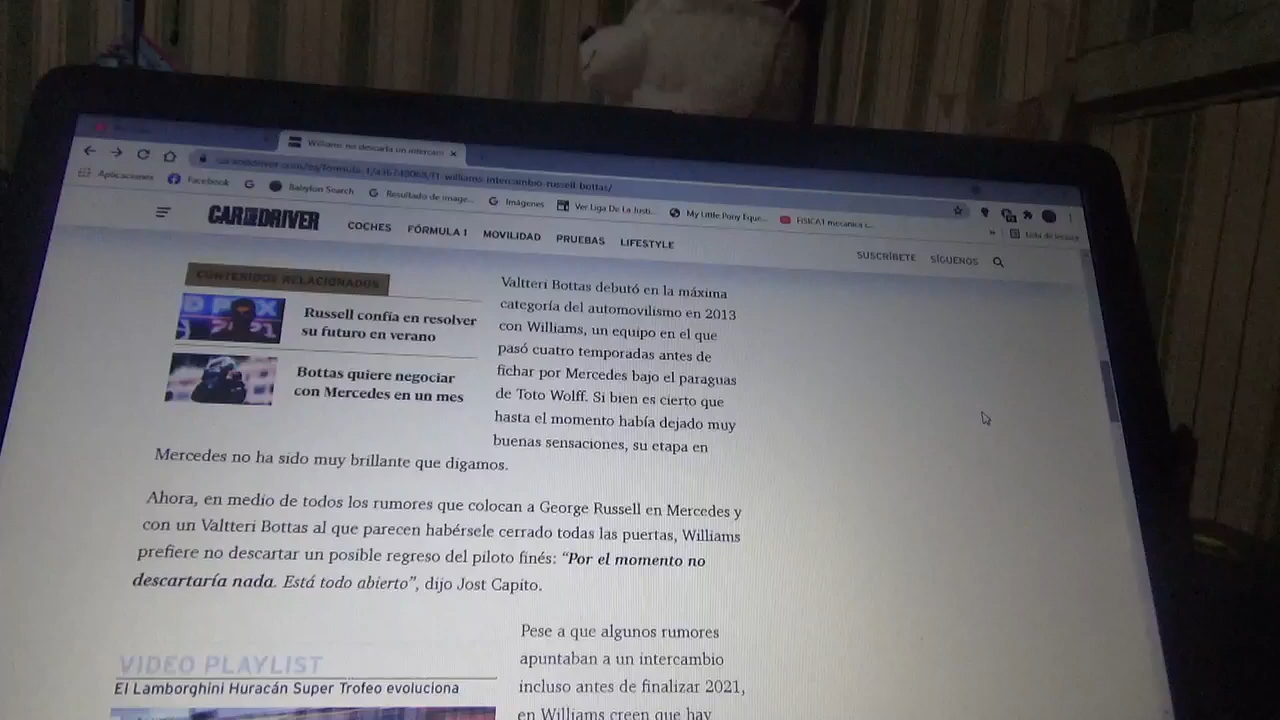 Williams no descarta un intercam
williams-intercambio-russell-bottas/
Aplicaciones Facebook Babylon Search Resultado de image... Imágenes Ver Liga De La Justi... My Little Pony Eque... FISICA1 mecanica
Lista de lectura
CAR AND DRIVER COCHES FÓRMULA 1 MOVILIDAD PRUEBAS LIFESTYLE SUSCRÍBETE SÍGUENOS
CONTENIDOS RELACIONADOS
Russell confía en resolver
su futuro en verano
Bottas quiere negociar
con Mercedes en un mes
Valtteri Bottas debutó en la máxima
categoría del automovilismo en 2013
con Williams, un equipo en el que
pasó cuatro temporadas antes de
fichar por Mercedes bajo el paraguas
de Toto Wolff. Si bien es cierto que
hasta el momento había dejado muy
buenas sensaciones, su etapa en
Mercedes no ha sido muy brillante que digamos.
Ahora, en medio de todos los rumores que colocan a George Russell en Mercedes y
con un Valtteri Bottas al que parecen habérsele cerrado todas las puertas, Williams
prefiere no descartar un posible regreso del piloto finés: “Por el momento no
descartaría nada. Está todo abierto”, dijo Jost Capito.
VIDEO PLAYLIST
El Lamborghini Huracán Super Trofeo evoluciona
Pese a que algunos rumores
apuntaban a un intercambio
incluso antes de finalizar 2021,
en Williams creen que hay